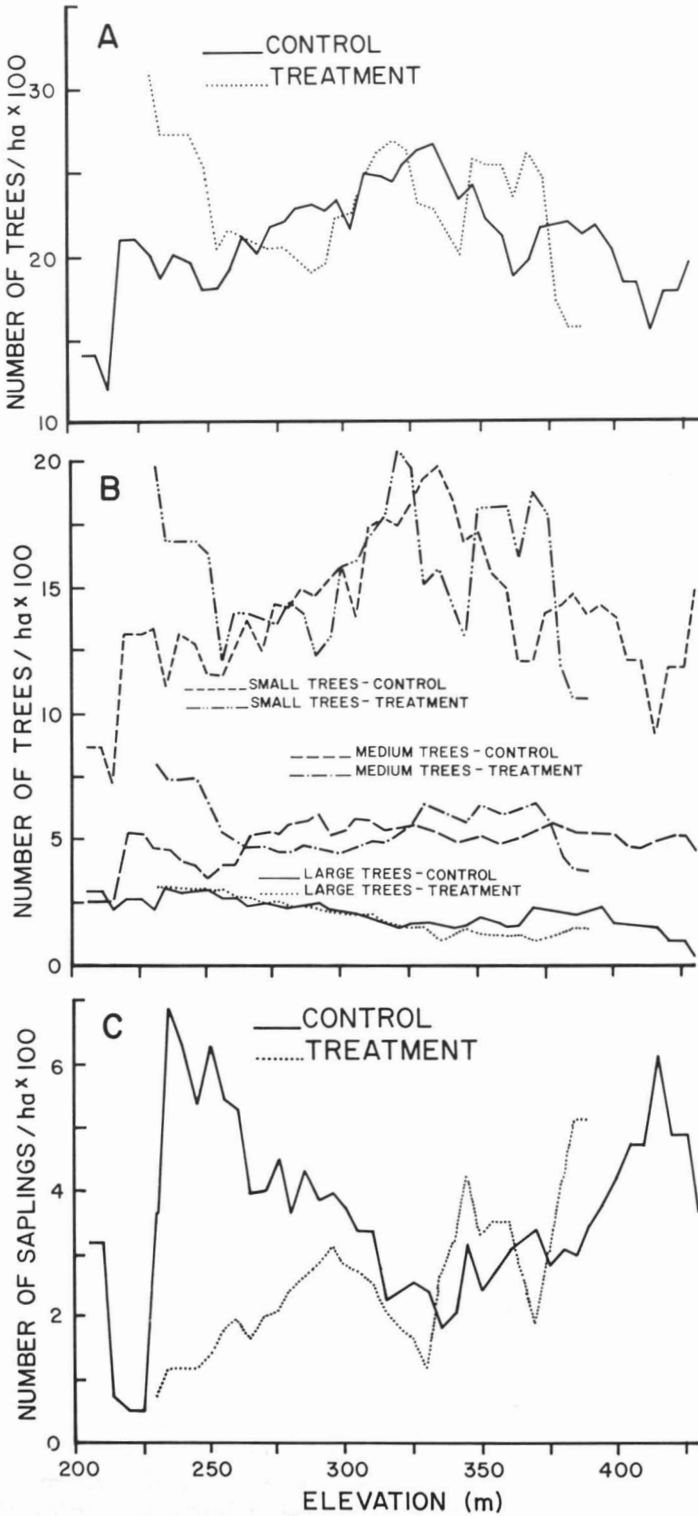 A
CONTROL
TREATMENT
NUMBER OF TREES / ha x 100
30
20
10
B
20
15
10
5
0
NUMBER OF TREES / ha x 100
SMALL TREES - CONTROL
SMALL TREES - TREATMENT
MEDIUM TREES - CONTROL
MEDIUM TREES - TREATMENT
LARGE TREES - CONTROL
LARGE TREES - TREATMENT
C
CONTROL
TREATMENT
NUMBER OF SAPLINGS / ha x 100
6
4
2
0
200 250 300 350 400
ELEVATION (m)